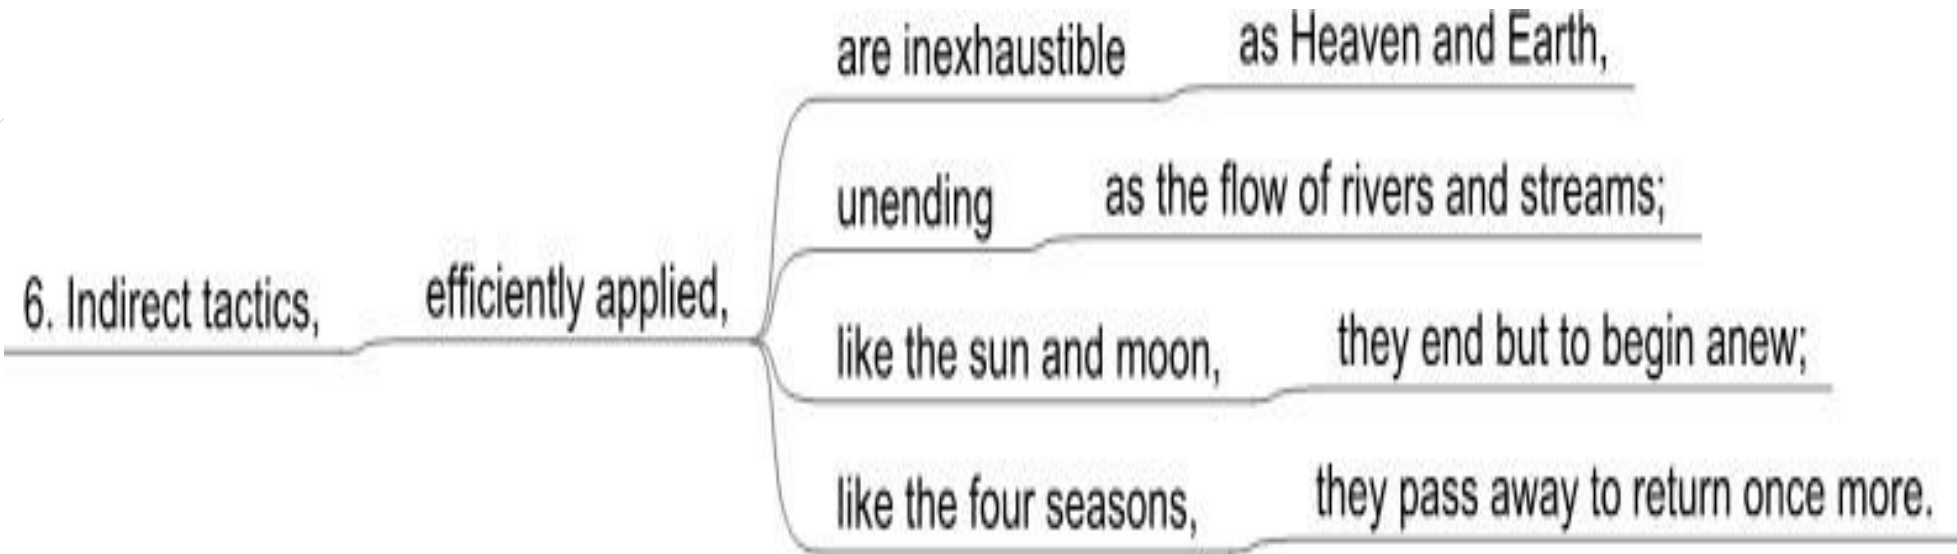 6. Indirect tactics,
efficiently applied,
are inexhaustible
as Heaven and Earth,
unending
as the flow of rivers and streams;
like the sun and moon,
they end but to begin anew;
like the four seasons,
they pass away to return once more.